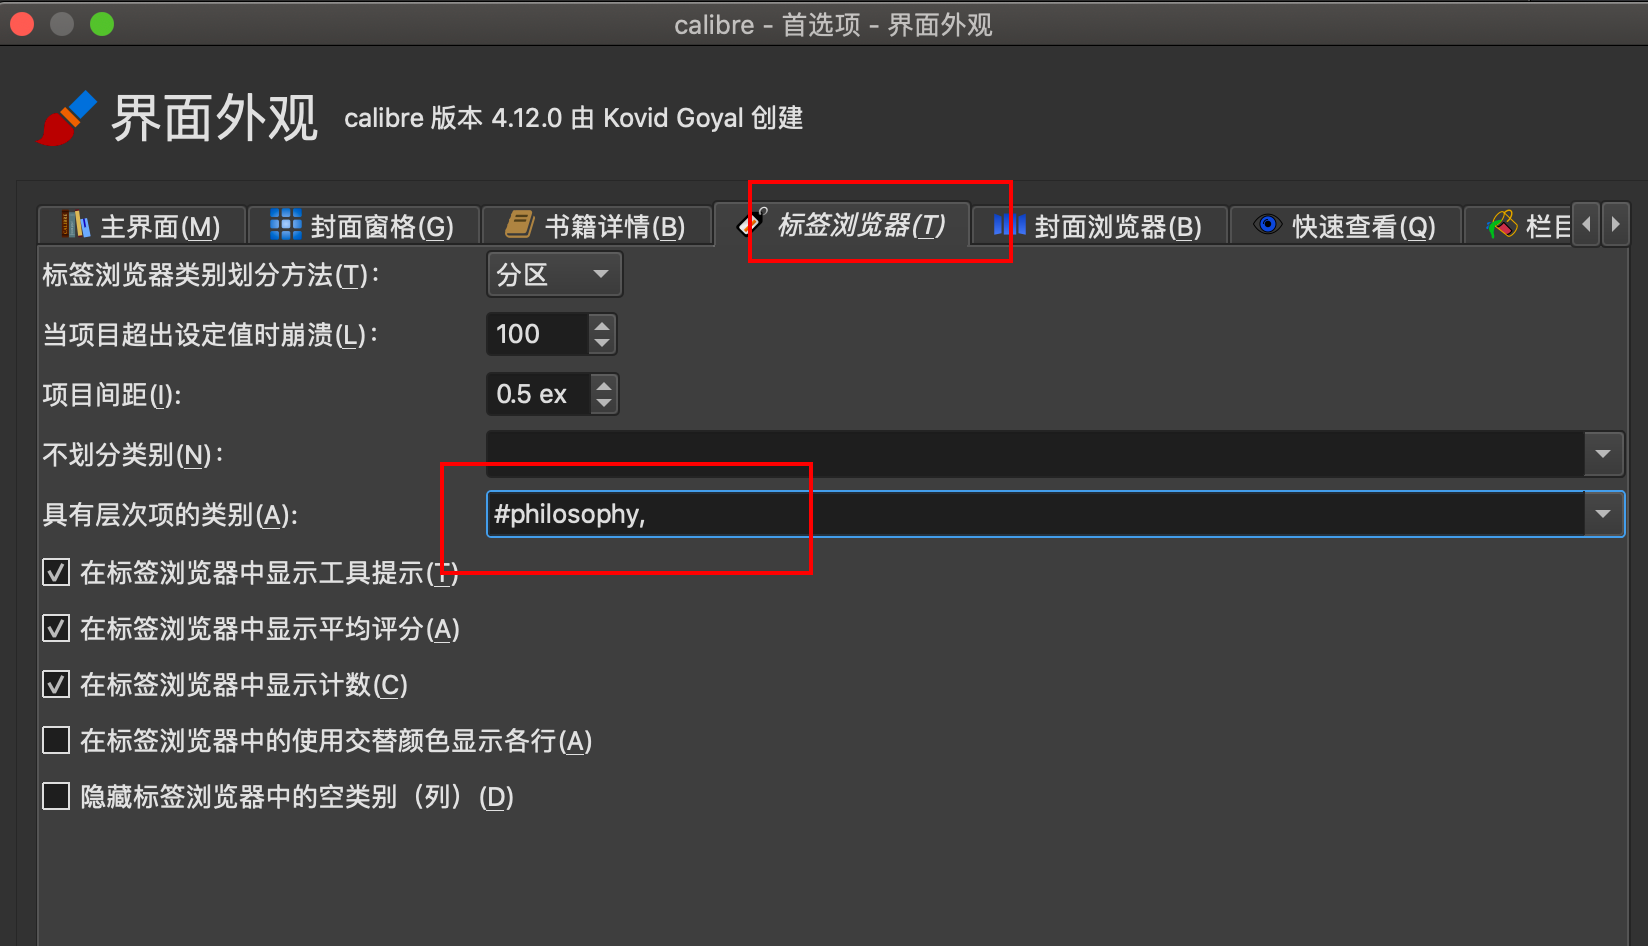 calibre - 首选项 - 界面外观
界面外观 calibre 版本 4.12.0 由 Kovid Goyal 创建
主界面(M) 封面窗格(G) 书籍详情(B) 标签浏览器(T) 封面浏览器(B) 快速查看(Q) 栏目
标签浏览器类别划分方法(T): 分区
当项目超出设定值时崩溃(L): 100
项目间距(I): 0.5 ex
不划分类别(N):
具有层次项的类别(A): #philosophy,
在标签浏览器中显示工具提示(T)
在标签浏览器中显示平均评分(A)
在标签浏览器中显示计数(C)
在标签浏览器中的使用交替颜色显示各行(A)
隐藏标签浏览器中的空类别（列）(D)